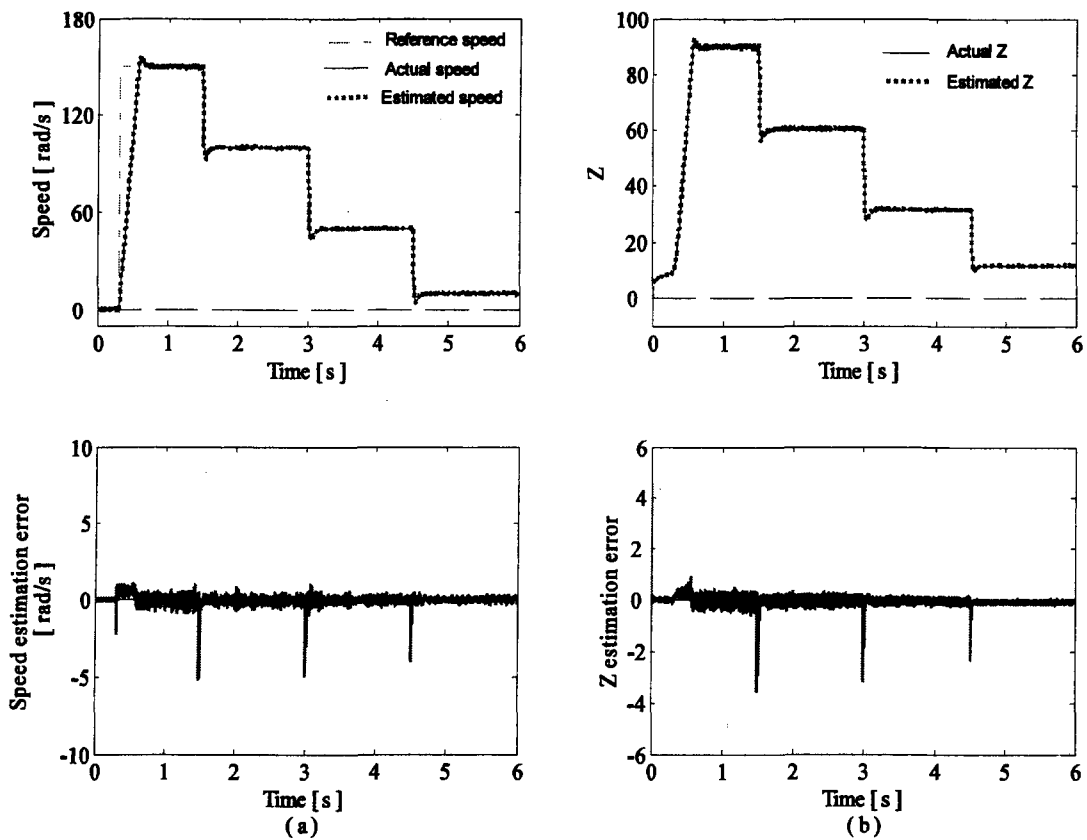 180
120
60
0
Speed [ rad/s ]
Reference speed
Actual speed
Estimated speed
0 1 2 3 4 5 6
Time [ s ]
100
80
60
40
20
0
Z
Actual Z
Estimated Z
0 1 2 3 4 5 6
Time [ s ]
10
5
0
-5
-10
Speed estimation error
[ rad/s ]
0 1 2 3 4 5 6
Time [ s ]
( a )
6
4
2
0
-2
-4
-6
Z estimation error
0 1 2 3 4 5 6
Time [ s ]
( b )